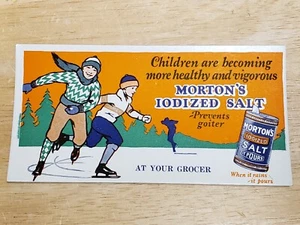 Children are becoming
more healthy and vigorous
MORTON'S
IODIZED SALT
-Prevents
goiter
MORTON'S
IODIZED
SALT
IT POURS
AT YOUR GROCER
When it rains
-it pours